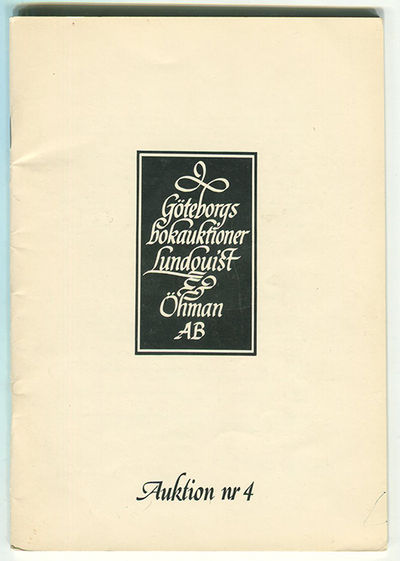 Göteborgs
bokauktioner
Lundquist
&
Öhman
AB
Auktion nr 4